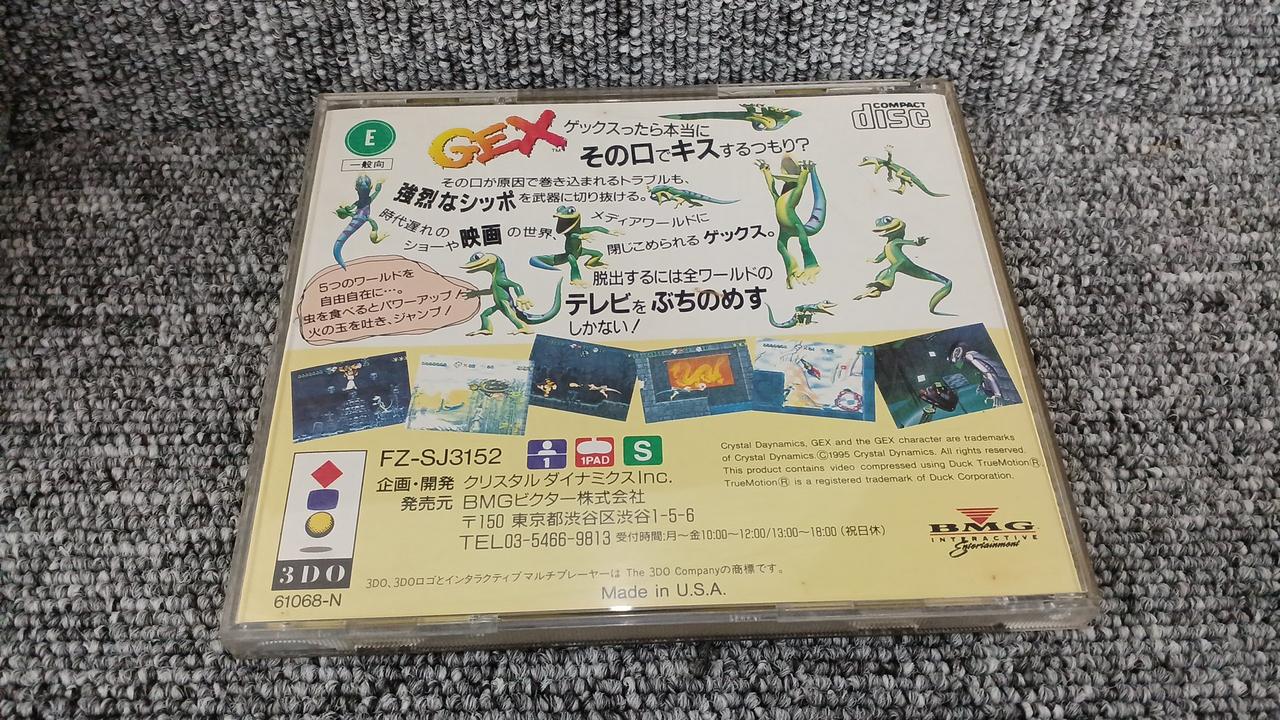 E
一般向
GEX™
COMPACT disc
ゲックスったら本当に
その口でキスするつもり?
その口が原因で巻き込まれるトラブルも、
強烈なシッポを武器に切り抜ける。
時代遅れの
ショーや映画の世界、
メディアワールドに
閉じこめられるゲックス。
脱出するには全ワールドの
テレビをぶちのめす
しかない!
5つのワールドを
自由自在に…。
虫を食べるとパワーアップ!
火の玉を吐き、ジャンプ!
FZ-SJ3152
1
1PAD
S
企画・開発 クリスタル ダイナミクスInc.
発売元 BMGビクター株式会社
〒150 東京都渋谷区渋谷1-5-6
TEL03-5466-9813 受付時間:月〜金10:00〜12:00/13:00〜18:00 (祝日休)
Crystal Daynamics, GEX and the GEX character are trademarks
of Crystal Dynamics Ⓒ1995 Crystal Dynamics. All rights reserved.
This product contains video compressed using Duck TrueMotionⓇ.
TrueMotionⓇ is a registered trademark of Duck Corporation.
BMG
INTERACTIVE
Entertainment
3DO
61068-N
3DO、3DOロゴとインタラクティブ マルチプレーヤーは The 3DO Companyの商標です。
Made in U.S.A.